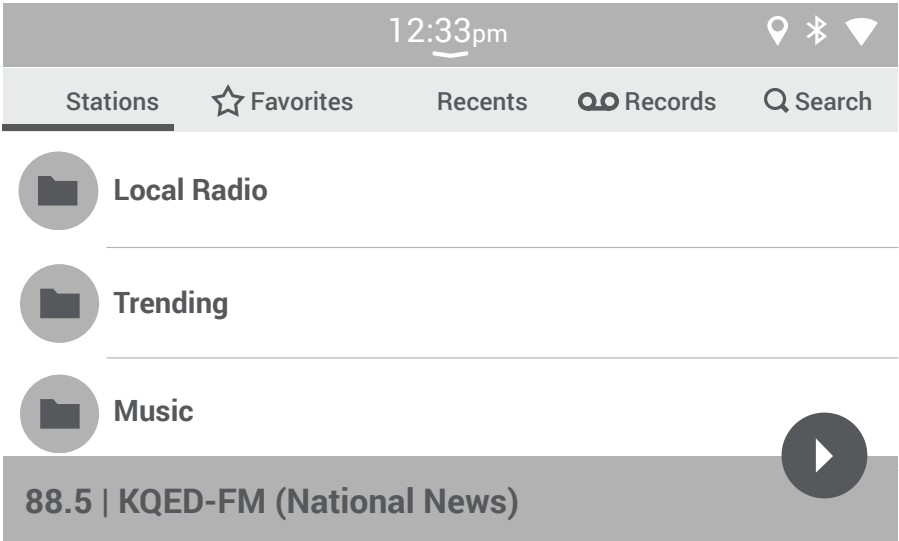 12:33pm
Stations Favorites Recents Records Search
Local Radio
Trending
Music
88.5 | KQED-FM (National News)